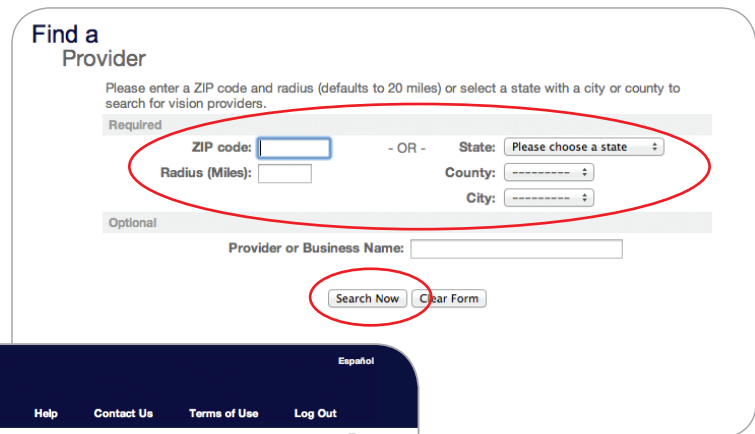 Find a
Provider
Please enter a ZIP code and radius (defaults to 20 miles) or select a state with a city or county to
search for vision providers.
Required
ZIP code: - OR - State: Please choose a state
Radius (Miles): County: ---------
City: ---------
Optional
Provider or Business Name:
Search Now Clear Form
Español
Help Contact Us Terms of Use Log Out